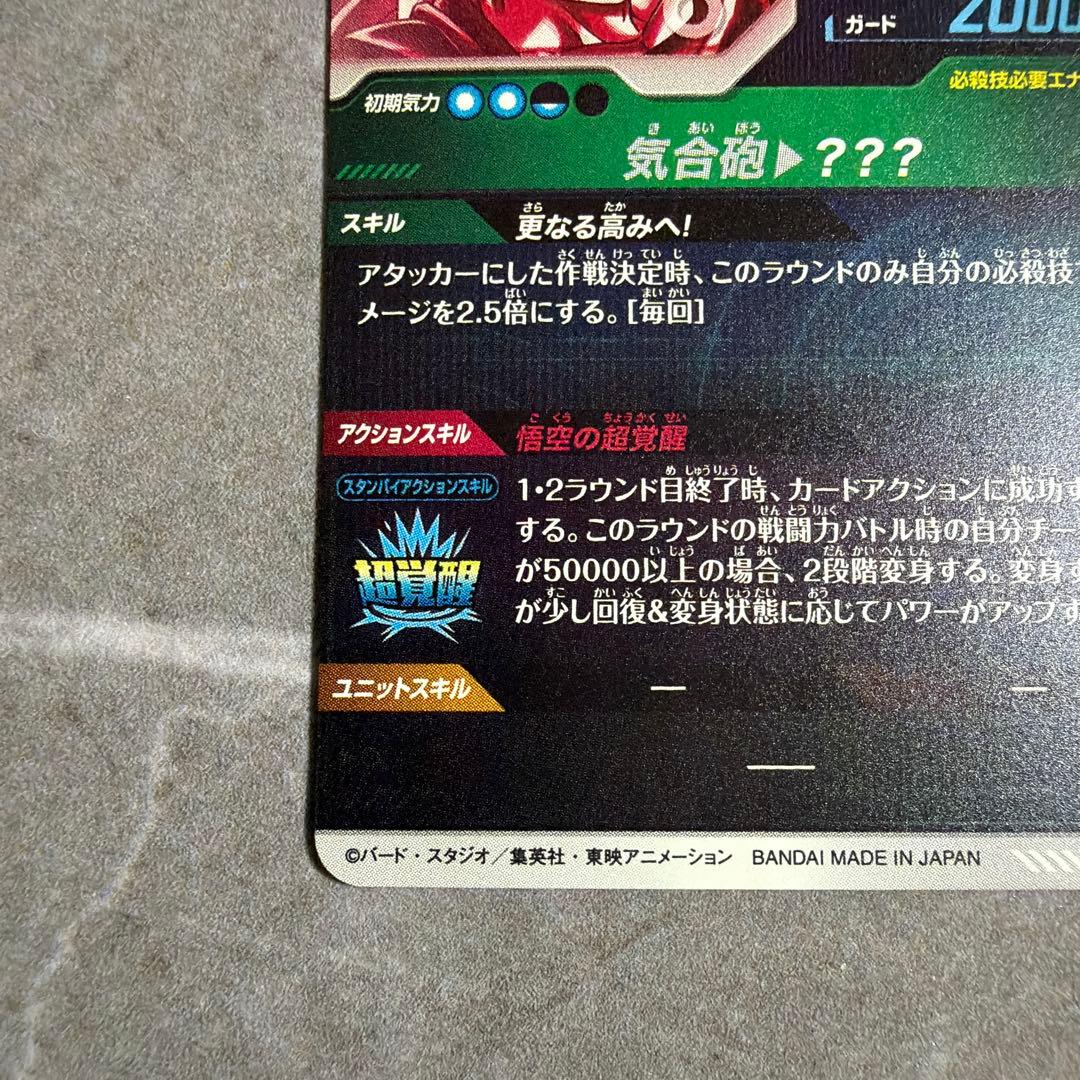 ガード 2000
必殺技必要エナ
初期気力
気合砲▶???
スキル 更なる高みへ!
アタッカーにした作戦決定時、このラウンドのみ自分の必殺技
メージを2.5倍にする。[毎回]
アクションスキル 悟空の超覚醒
スタンバイアクションスキル
1・2ラウンド目終了時、カードアクションに成功す
する。このラウンドの戦闘力バトル時の自分チー
が50000以上の場合、2段階変身する。変身す
が少し回復&変身状態に応じてパワーがアップす
超覚醒
ユニットスキル — —
—
©バード・スタジオ/集英社・東映アニメーション BANDAI MADE IN JAPAN